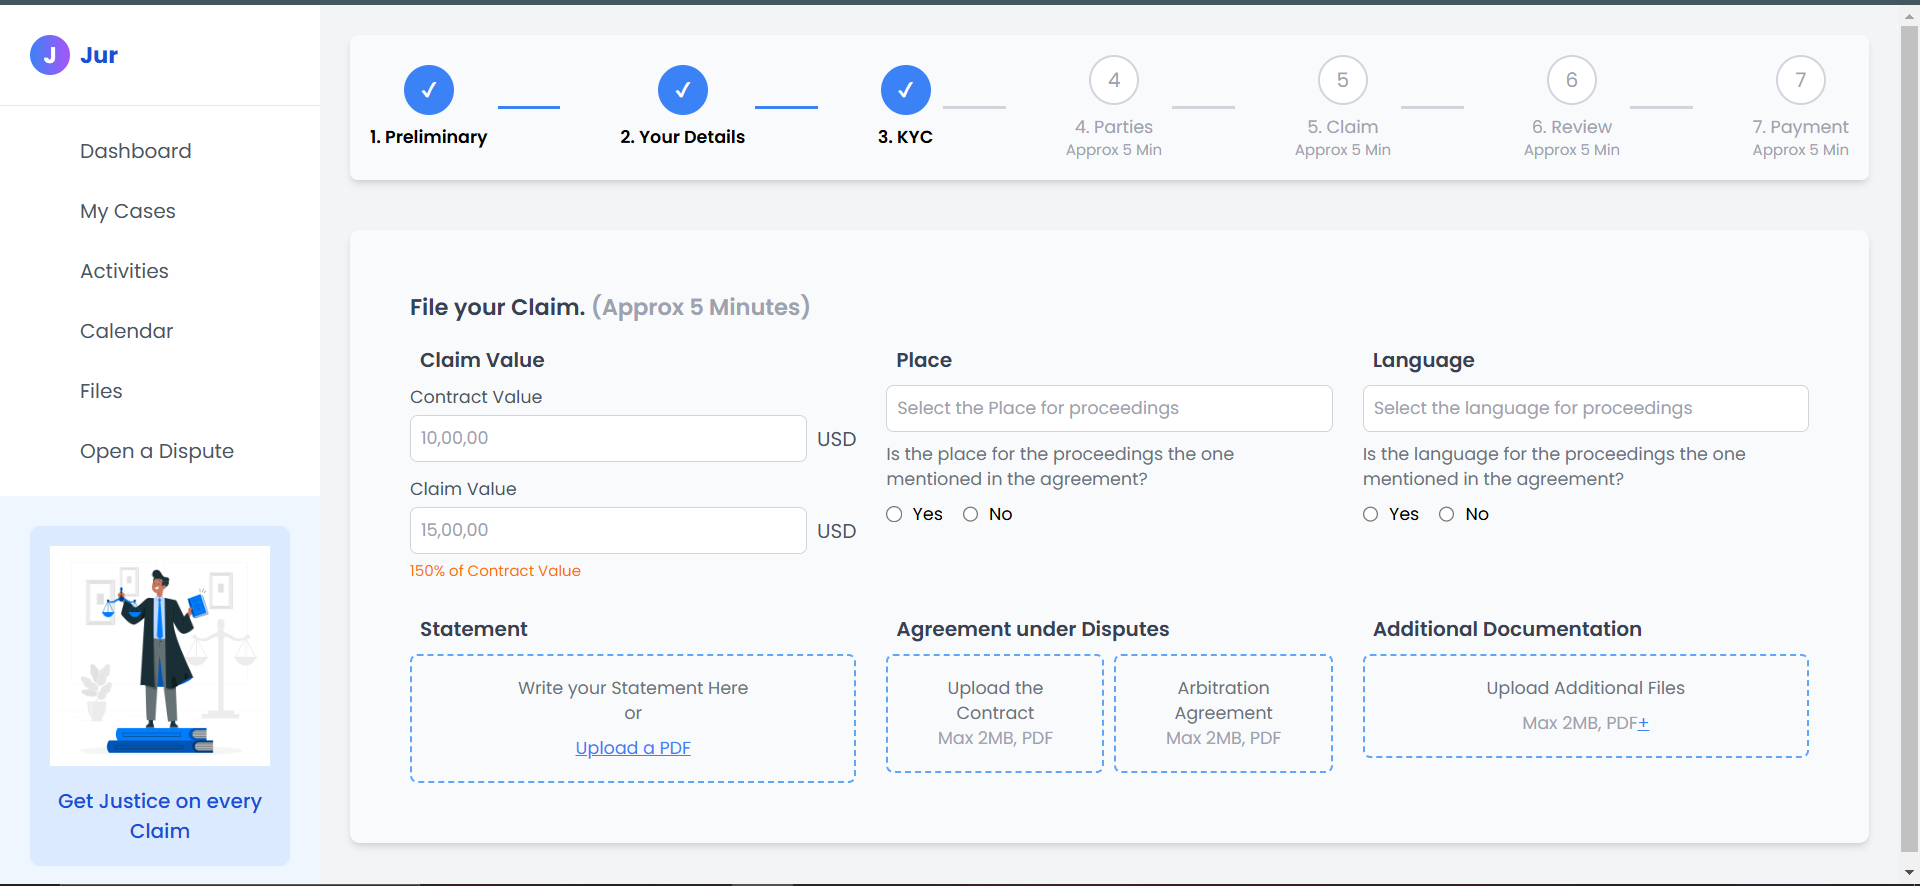 J Jur
Dashboard
My Cases
Activities
Calendar
Files
Open a Dispute
Get Justice on every
Claim
1. Preliminary
2. Your Details
3. KYC
4
4. Parties
Approx 5 Min
5
5. Claim
Approx 5 Min
6
6. Review
Approx 5 Min
7
7. Payment
Approx 5 Min
File your Claim. (Approx 5 Minutes)
Claim Value
Contract Value
10,00,00 USD
Claim Value
15,00,00 USD
150% of Contract Value
Place
Select the Place for proceedings
Is the place for the proceedings the one
mentioned in the agreement?
Yes No
Language
Select the language for proceedings
Is the language for the proceedings the one
mentioned in the agreement?
Yes No
Statement
Write your Statement Here
or
Upload a PDF
Agreement under Disputes
Upload the
Contract
Max 2MB, PDF
Arbitration
Agreement
Max 2MB, PDF
Additional Documentation
Upload Additional Files
Max 2MB, PDF+